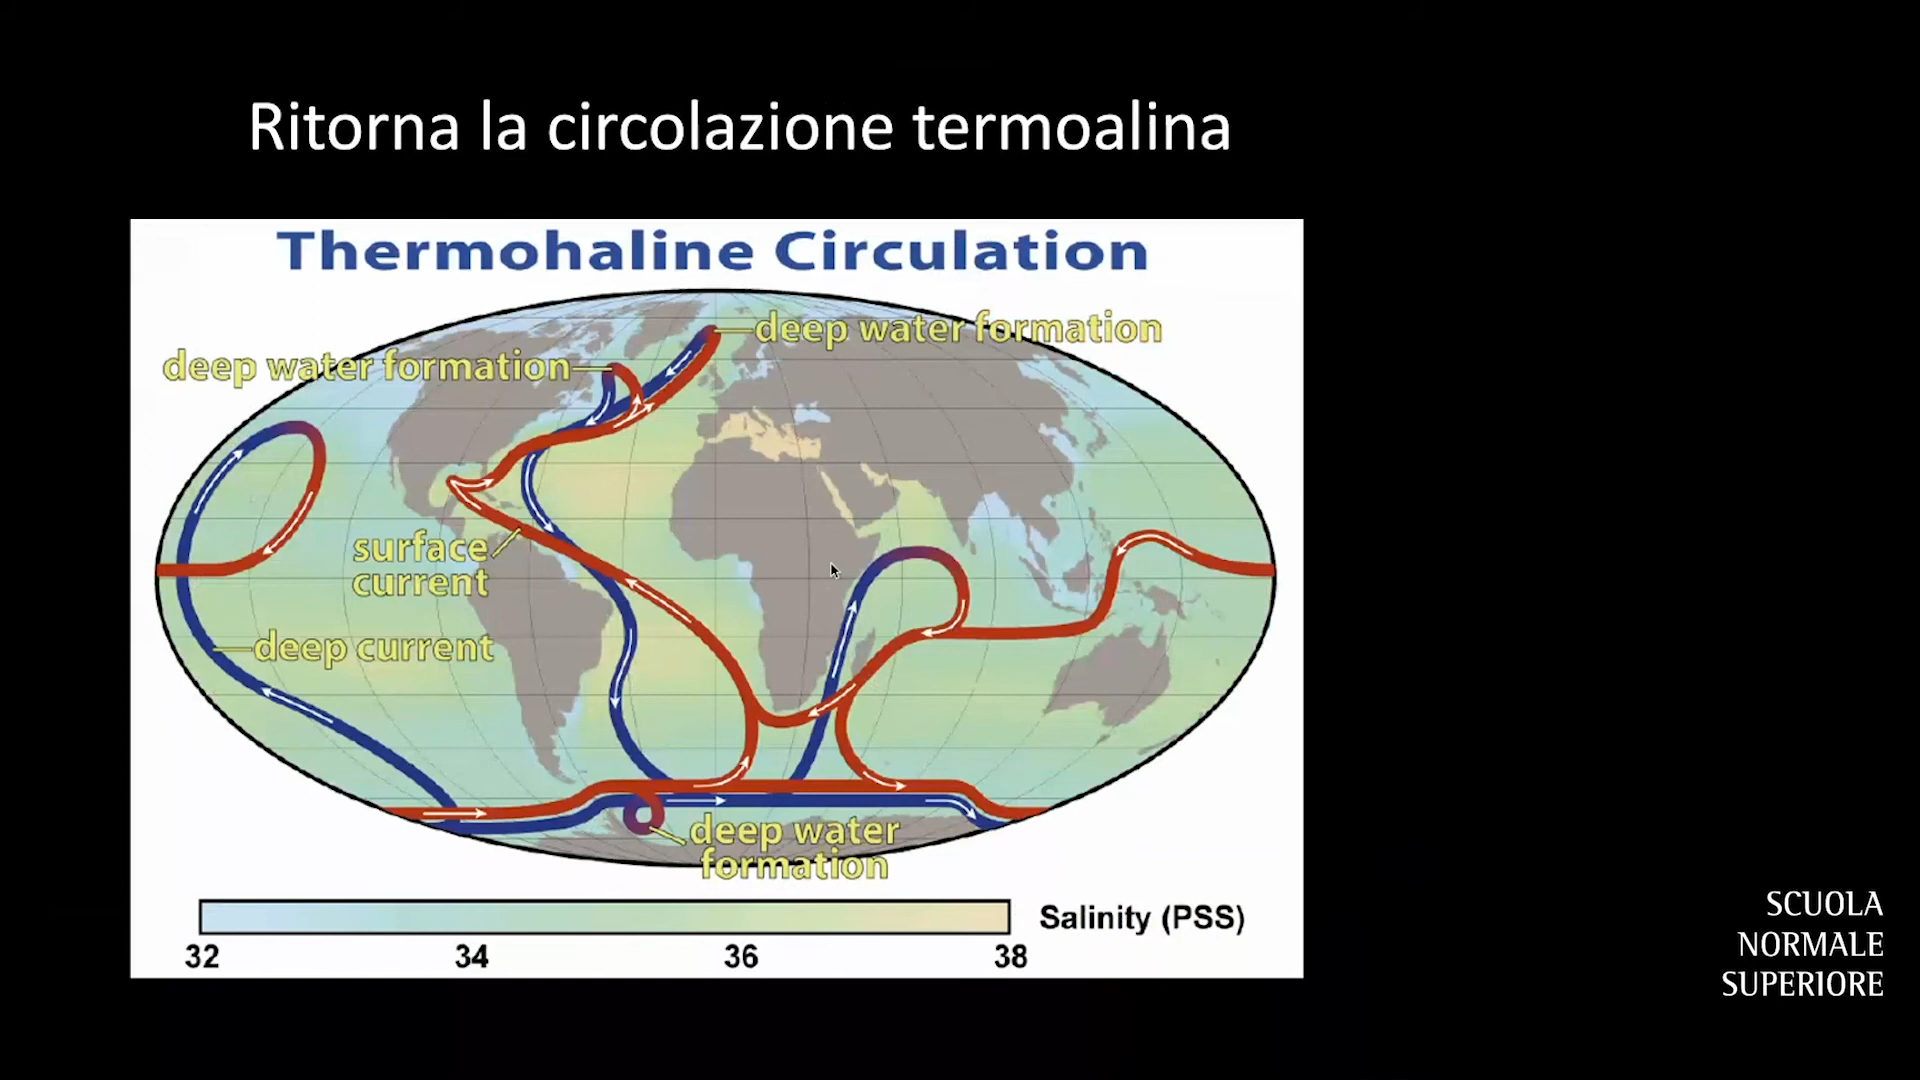 Ritorna la circolazione termoalina
Thermohaline Circulation
deep water formation
deep water formation
surface
current
deep current
deep water
formation
Salinity (PSS)
32 34 36 38
SCUOLA
NORMALE
SUPERIORE